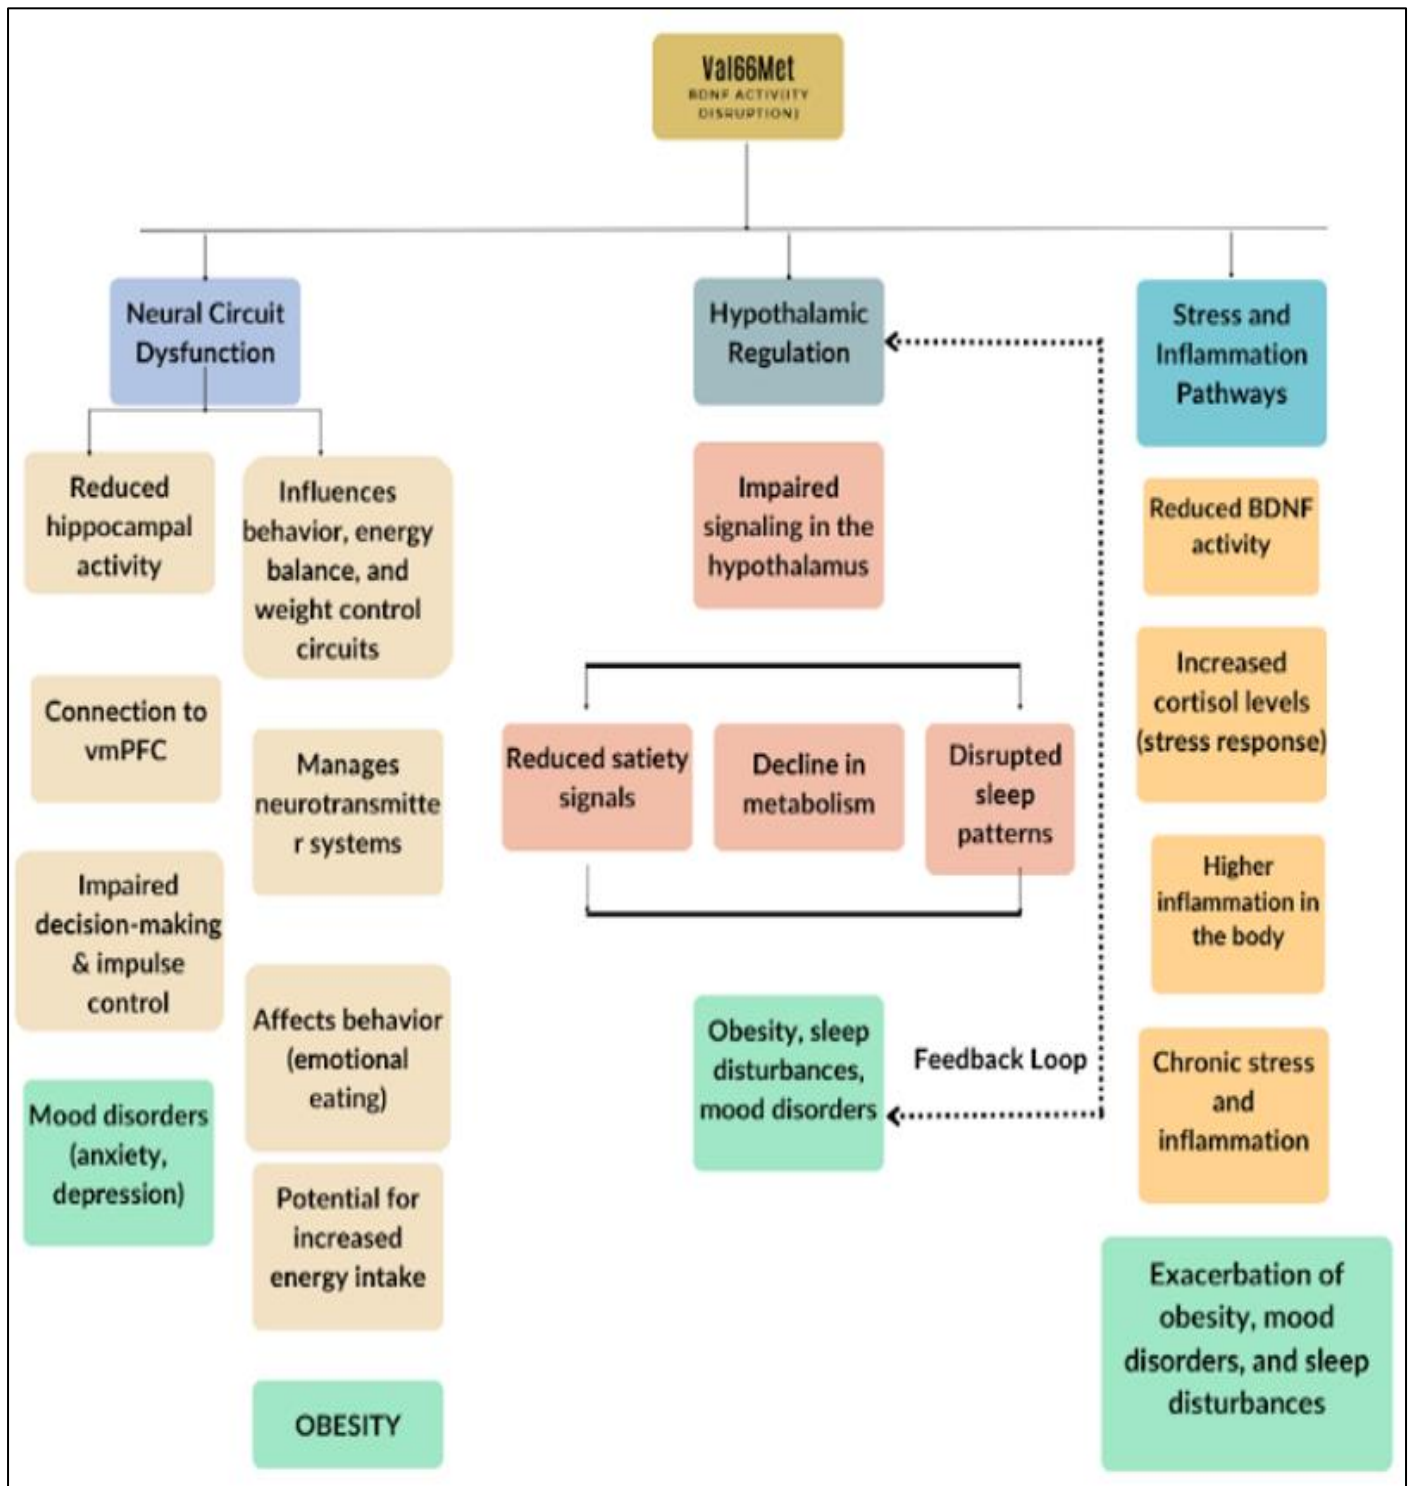 Val66Met
BDNF ACTIV(ITY
DISRUPTION)
Neural Circuit
Dysfunction
Reduced
hippocampal
activity
Connection to
vmPFC
Impaired
decision-making
& impulse
control
Mood disorders
(anxiety,
depression)
Influences
behavior, energy
balance, and
weight control
circuits
Manages
neurotransmitte
r systems
Affects behavior
(emotional
eating)
Potential for
increased
energy intake
OBESITY
Hypothalamic
Regulation
Impaired
signaling in the
hypothalamus
Reduced satiety
signals
Decline in
metabolism
Disrupted
sleep
patterns
Obesity, sleep
disturbances,
mood disorders
Feedback Loop
Stress and
Inflammation
Pathways
Reduced BDNF
activity
Increased
cortisol levels
(stress response)
Higher
inflammation in
the body
Chronic stress
and
inflammation
Exacerbation of
obesity, mood
disorders, and sleep
disturbances